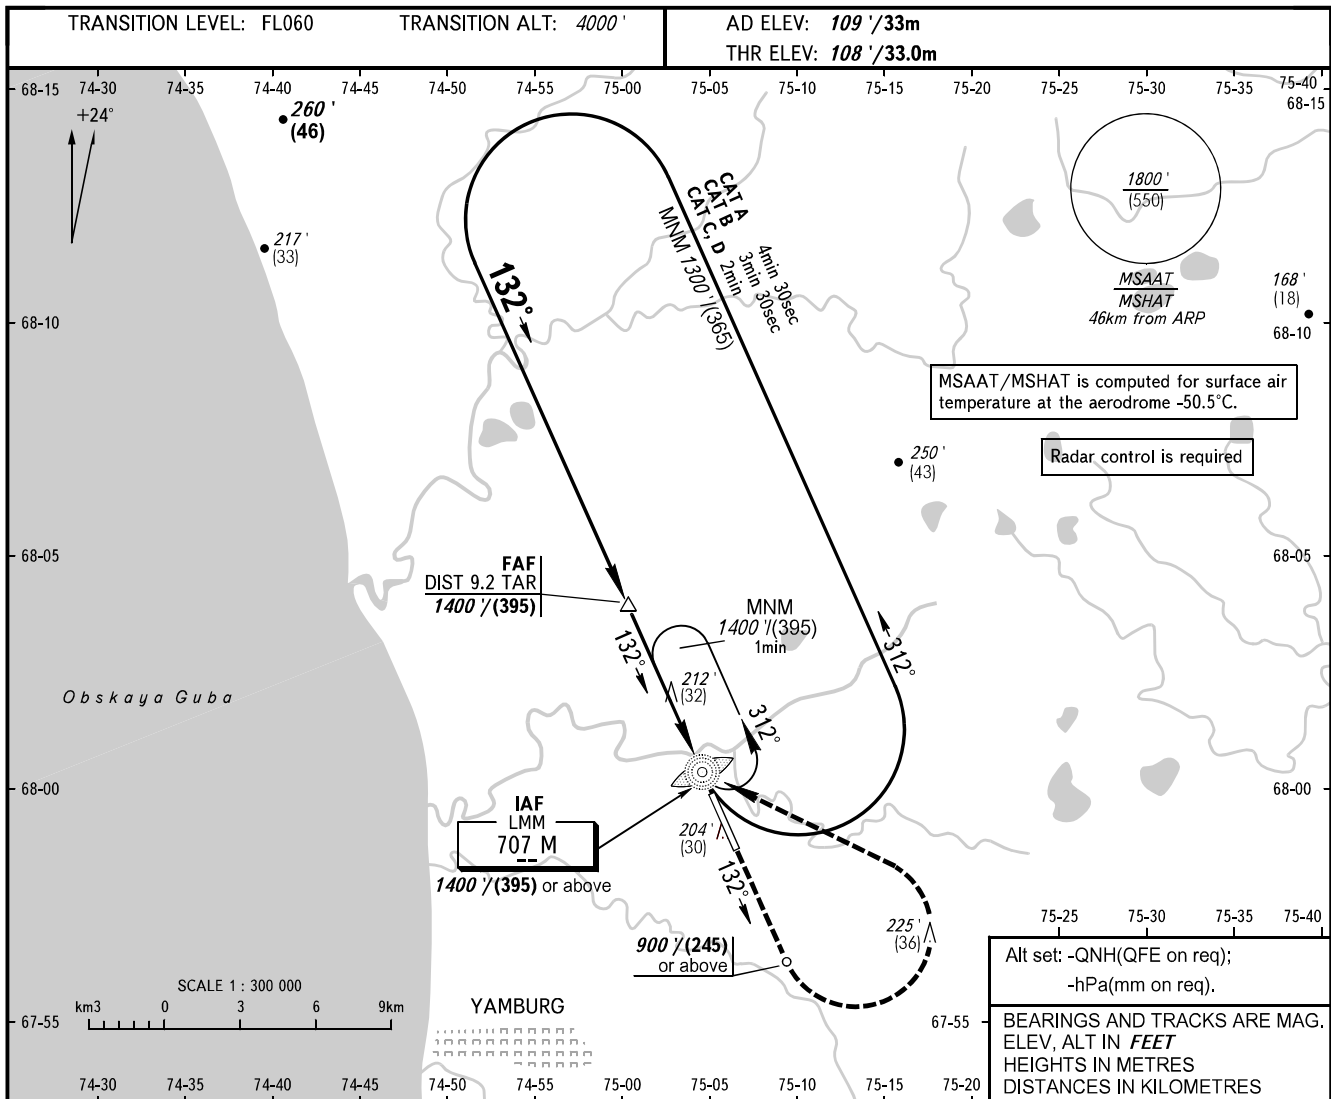 TRANSITION LEVEL: FL060 TRANSITION ALT: 4000 '
AD ELEV: 109 '/33m
THR ELEV: 108 '/33.0m
68-15 74-30 74-35 74-40 74-45 75-00 75-05 75-10 75-15 75-20 75-25 75-30 75-35 75-40
68-15
+24°
260 '
(46)
217 '
(33)
CAT A 4min 30sec
CAT B 3min 30sec
CAT C, D 2min
MNM 1300 '/(365)
132°
1800 '
(550)
MSAAT
MSHAT
46km from ARP
168 '
(18)
68-10
68-10
MSAAT/MSHAT is computed for surface air
temperature at the aerodrome -50.5°C.
Radar control is required
250 '
(43)
68-05
68-05
FAF
DIST 9.2 TAR
1400 '/(395)
MNM
1400 '/(395)
1min
132°
312°
212 '
(32)
312°
Obskaya Guba
68-00
68-00
IAF
LMM
707 M
1400 '/(395) or above
204 '
(30)
132°
225 '
(36)
900 '/(245)
or above
75-25 75-30 75-35 75-40
Alt set: -QNH(QFE on req);
-hPa(mm on req).
SCALE 1 : 300 000
km3 0 3 6 9km
YAMBURG
67-55
67-55
BEARINGS AND TRACKS ARE MAG.
ELEV, ALT IN FEET
HEIGHTS IN METRES
DISTANCES IN KILOMETRES
74-30 74-35 74-40 74-45 74-50 74-55 75-00 75-05 75-10 75-15 75-20